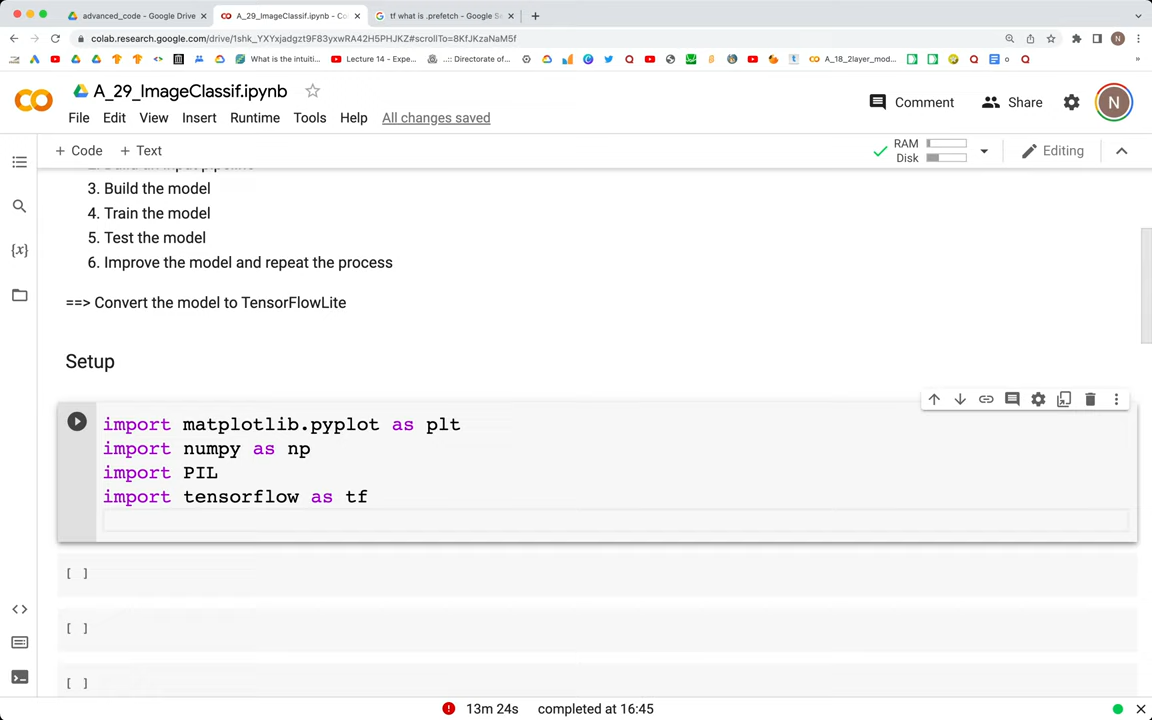 advanced_code - Google Drive
A_29_ImageClassif.ipynb - Co
tf what is .prefetch - Google Se
colab.research.google.com/drive/1shk_YXYxjadgzt9F83yxwRA42H5PHJKZ#scrollTo=8KfJKzaNaM5f
What is the intuiti...
Lecture 14 - Expe...
..:: Directorate of...
A_18_2layer_mod...
A_29_ImageClassif.ipynb
Comment
Share
N
File Edit View Insert Runtime Tools Help All changes saved
+ Code + Text
RAM
Disk
Editing
3. Build the model
4. Train the model
5. Test the model
6. Improve the model and repeat the process
==> Convert the model to TensorFlowLite
Setup
import matplotlib.pyplot as plt
import numpy as np
import PIL
import tensorflow as tf
[ ]
[ ]
[ ]
13m 24s completed at 16:45